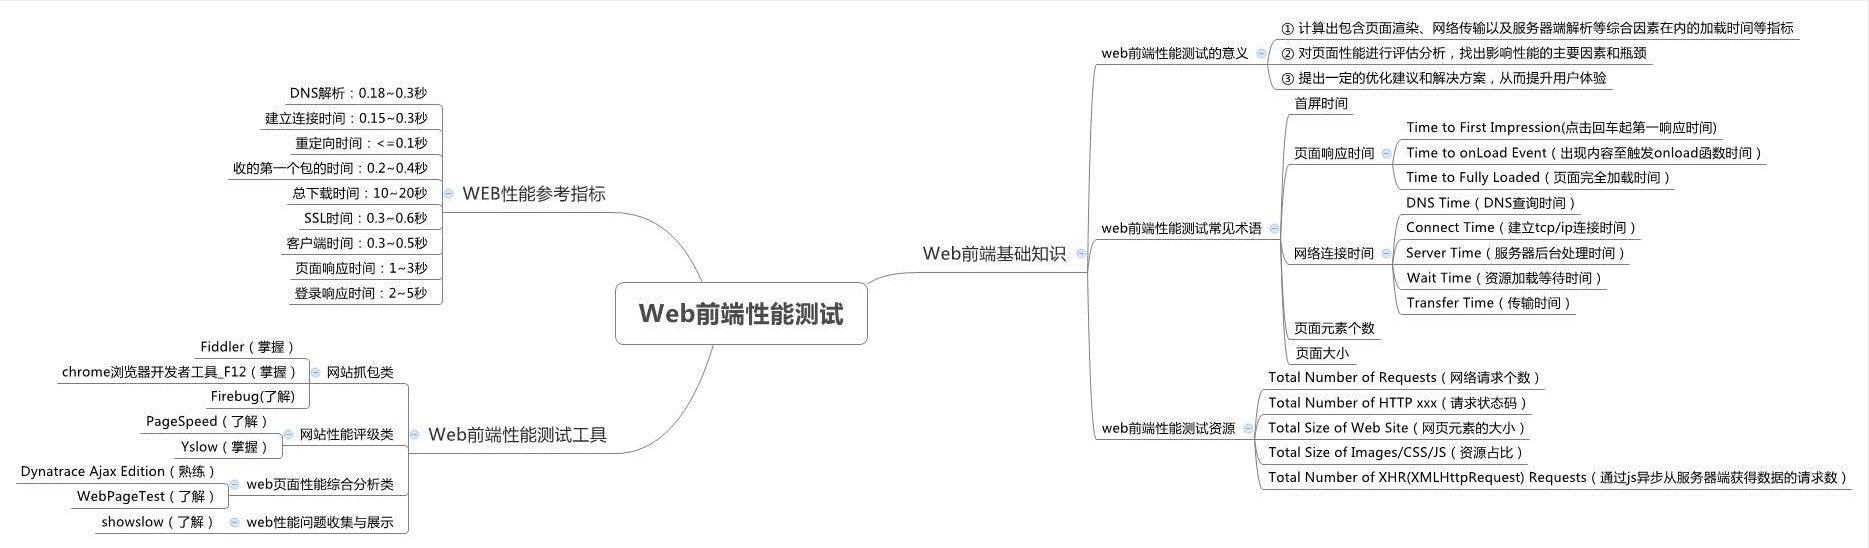 Web前端性能测试
Web前端基础知识
web前端性能测试的意义
① 计算出包含页面渲染、网络传输以及服务器端解析等综合因素在内的加载时间等指标
② 对页面性能进行评估分析，找出影响性能的主要因素和瓶颈
③ 提出一定的优化建议和解决方案，从而提升用户体验
web前端性能测试常见术语
首屏时间
页面响应时间
Time to First Impression(点击回车起第一响应时间)
Time to onLoad Event（出现内容至触发onload函数时间）
Time to Fully Loaded（页面完全加载时间）
网络连接时间
DNS Time（DNS查询时间）
Connect Time（建立tcp/ip连接时间）
Server Time（服务器后台处理时间）
Wait Time（资源加载等待时间）
Transfer Time（传输时间）
页面元素个数
页面大小
web前端性能测试资源
Total Number of Requests（网络请求个数）
Total Number of HTTP xxx（请求状态码）
Total Size of Web Site（网页元素的大小）
Total Size of Images/CSS/JS（资源占比）
Total Number of XHR(XMLHttpRequest) Requests（通过js异步从服务器端获得数据的请求数）
WEB性能参考指标
DNS解析：0.18~0.3秒
建立连接时间：0.15~0.3秒
重定向时间：<=0.1秒
收的第一个包的时间：0.2~0.4秒
总下载时间：10~20秒
SSL时间：0.3~0.6秒
客户端时间：0.3~0.5秒
页面响应时间：1~3秒
登录响应时间：2~5秒
Web前端性能测试工具
网站抓包类
Fiddler（掌握）
chrome浏览器开发者工具_F12（掌握）
Firebug(了解)
网站性能评级类
PageSpeed（了解）
Yslow（掌握）
web页面性能综合分析类
Dynatrace Ajax Edition（熟练）
WebPageTest（了解）
web性能问题收集与展示
showslow（了解）